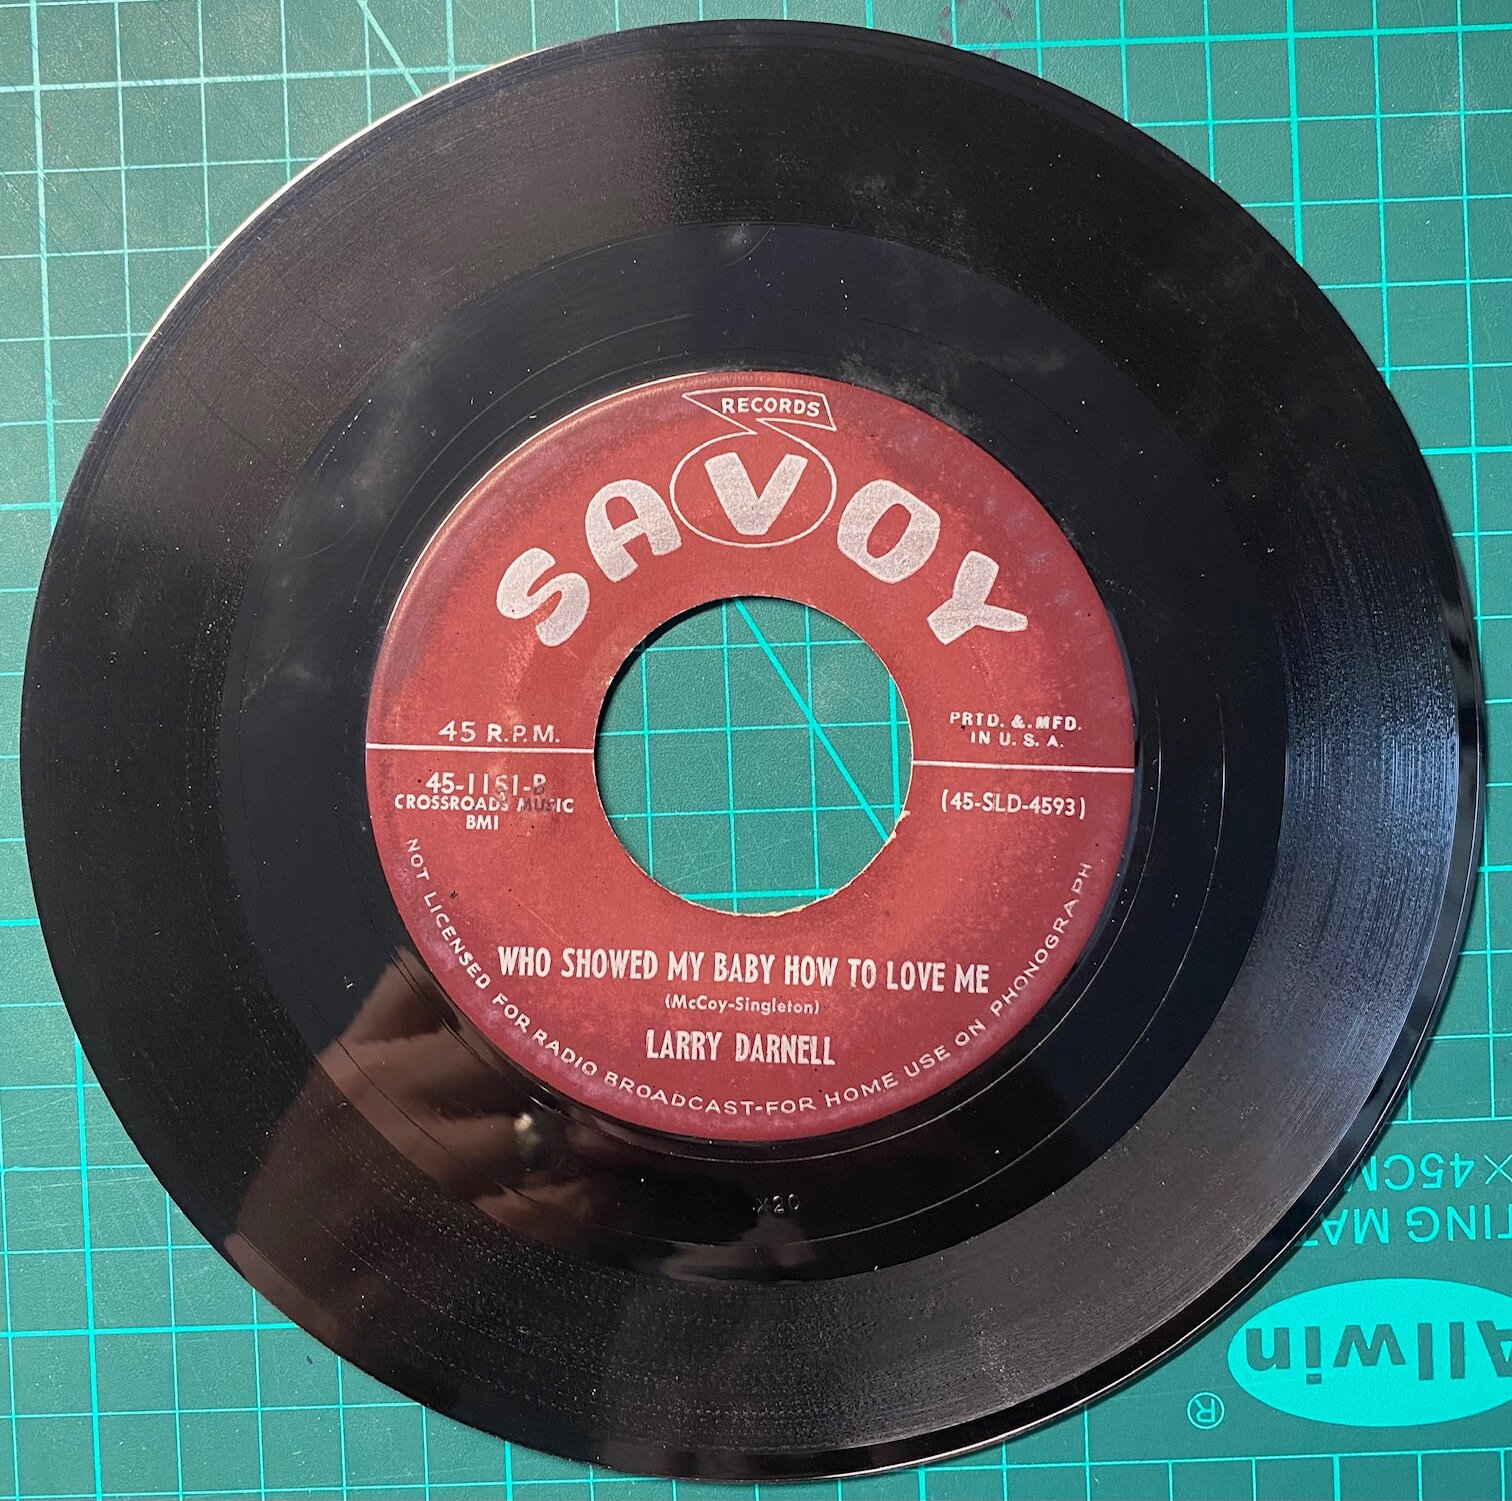 RECORDS
SAVOY
45 R.P.M.
PRTD. & MFD.
IN U. S. A.
45-1151-B
CROSSROADS MUSIC
BMI
(45-SLD-4593)
WHO SHOWED MY BABY HOW TO LOVE ME
(McCoy-Singleton)
LARRY DARNELL
NOT LICENSED FOR RADIO BROADCAST-FOR HOME USE ON PHONOGRAPH
X20
X 45CM
TING MAT
Allwin
®